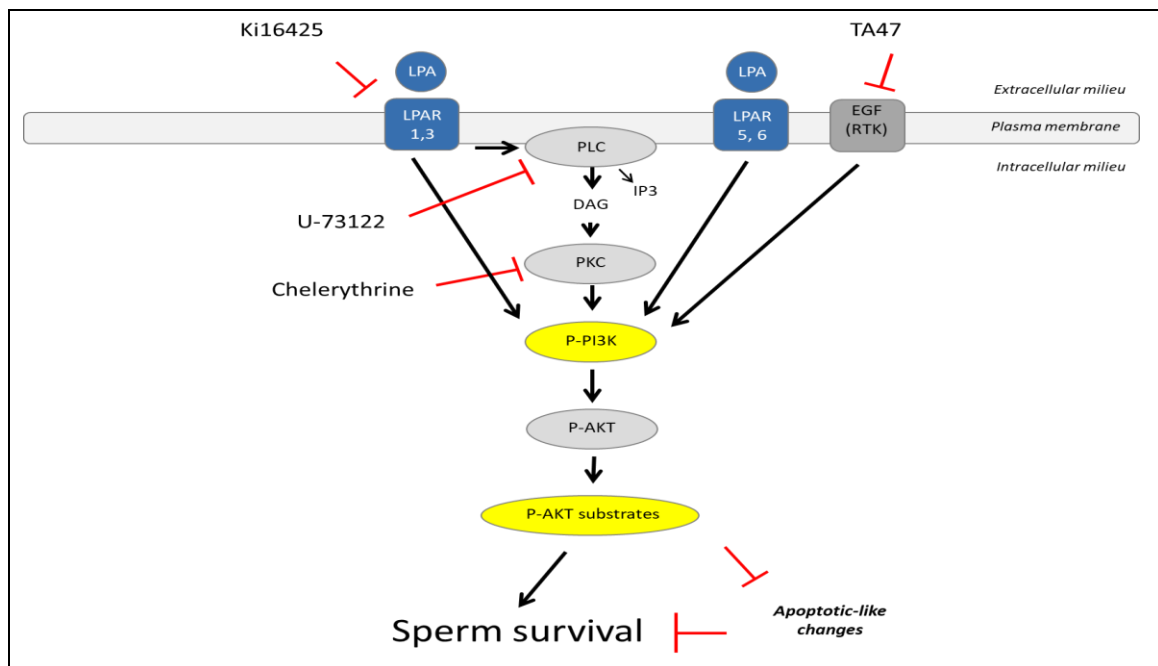 Ki16425
TA47
LPA
LPA
Extracellular milieu
LPAR
1,3
LPAR
5, 6
EGF
(RTK)
Plasma membrane
PLC
Intracellular milieu
IP3
DAG
U-73122
PKC
Chelerythrine
P-PI3K
P-AKT
P-AKT substrates
Apoptotic-like
changes
Sperm survival